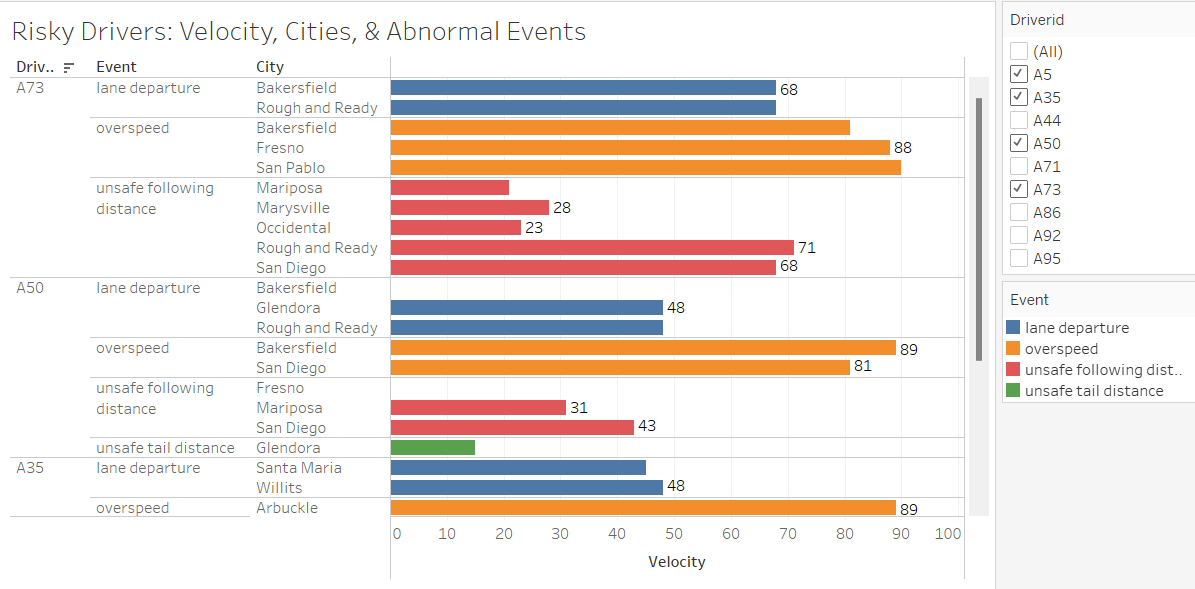 Risky Drivers: Velocity, Cities, & Abnormal Events
Driv.. Event City
A73 lane departure Bakersfield 68
Rough and Ready
overspeed Bakersfield
Fresno 88
San Pablo
unsafe following distance Mariposa
Marysville 28
Occidental 23
Rough and Ready 71
San Diego 68
A50 lane departure Bakersfield
Glendora 48
Rough and Ready
overspeed Bakersfield 89
San Diego 81
unsafe following distance Fresno
Mariposa 31
San Diego 43
unsafe tail distance Glendora
A35 lane departure Santa Maria
Willits 48
overspeed Arbuckle 89
0 10 20 30 40 50 60 70 80 90 100
Velocity
Driverid
(All)
A5
A35
A44
A50
A71
A73
A86
A92
A95
Event
lane departure
overspeed
unsafe following dist..
unsafe tail distance